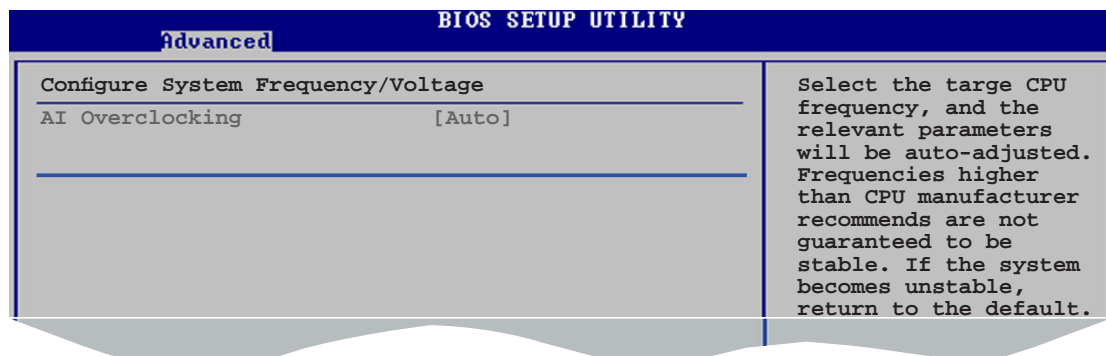 BIOS SETUP UTILITY
Advanced
Configure System Frequency/Voltage
AI Overclocking [Auto]
Select the targe CPU
frequency, and the
relevant parameters
will be auto-adjusted.
Frequencies higher
than CPU manufacturer
recommends are not
guaranteed to be
stable. If the system
becomes unstable,
return to the default.